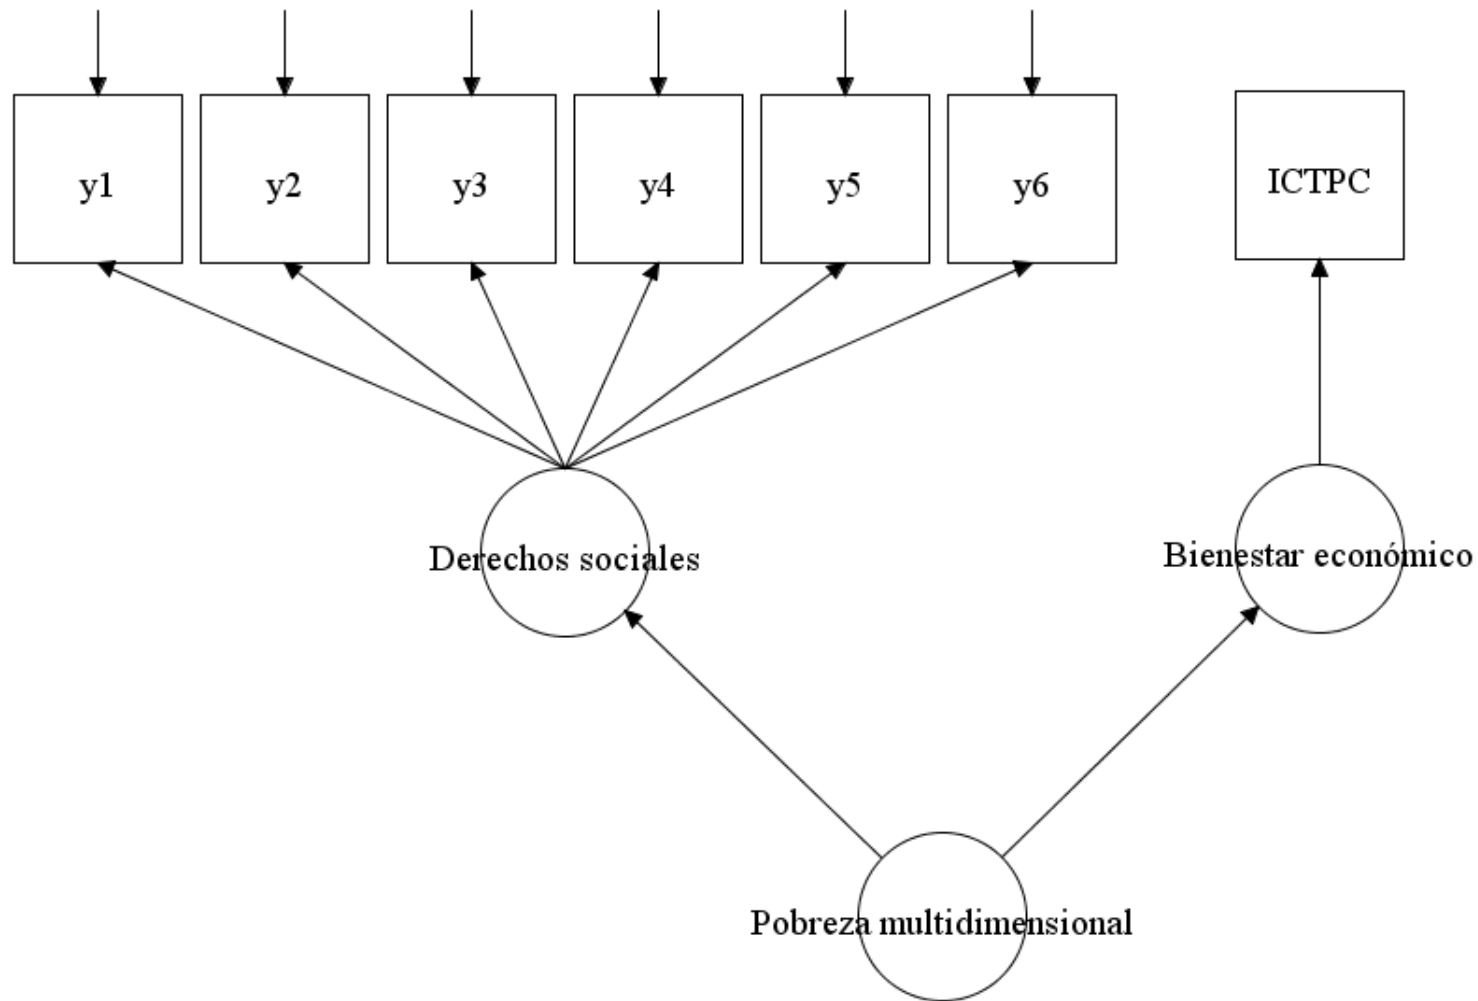 y1
y2
y3
y4
y5
y6
ICTPC
Derechos sociales
Bienestar económico
Pobreza multidimensional